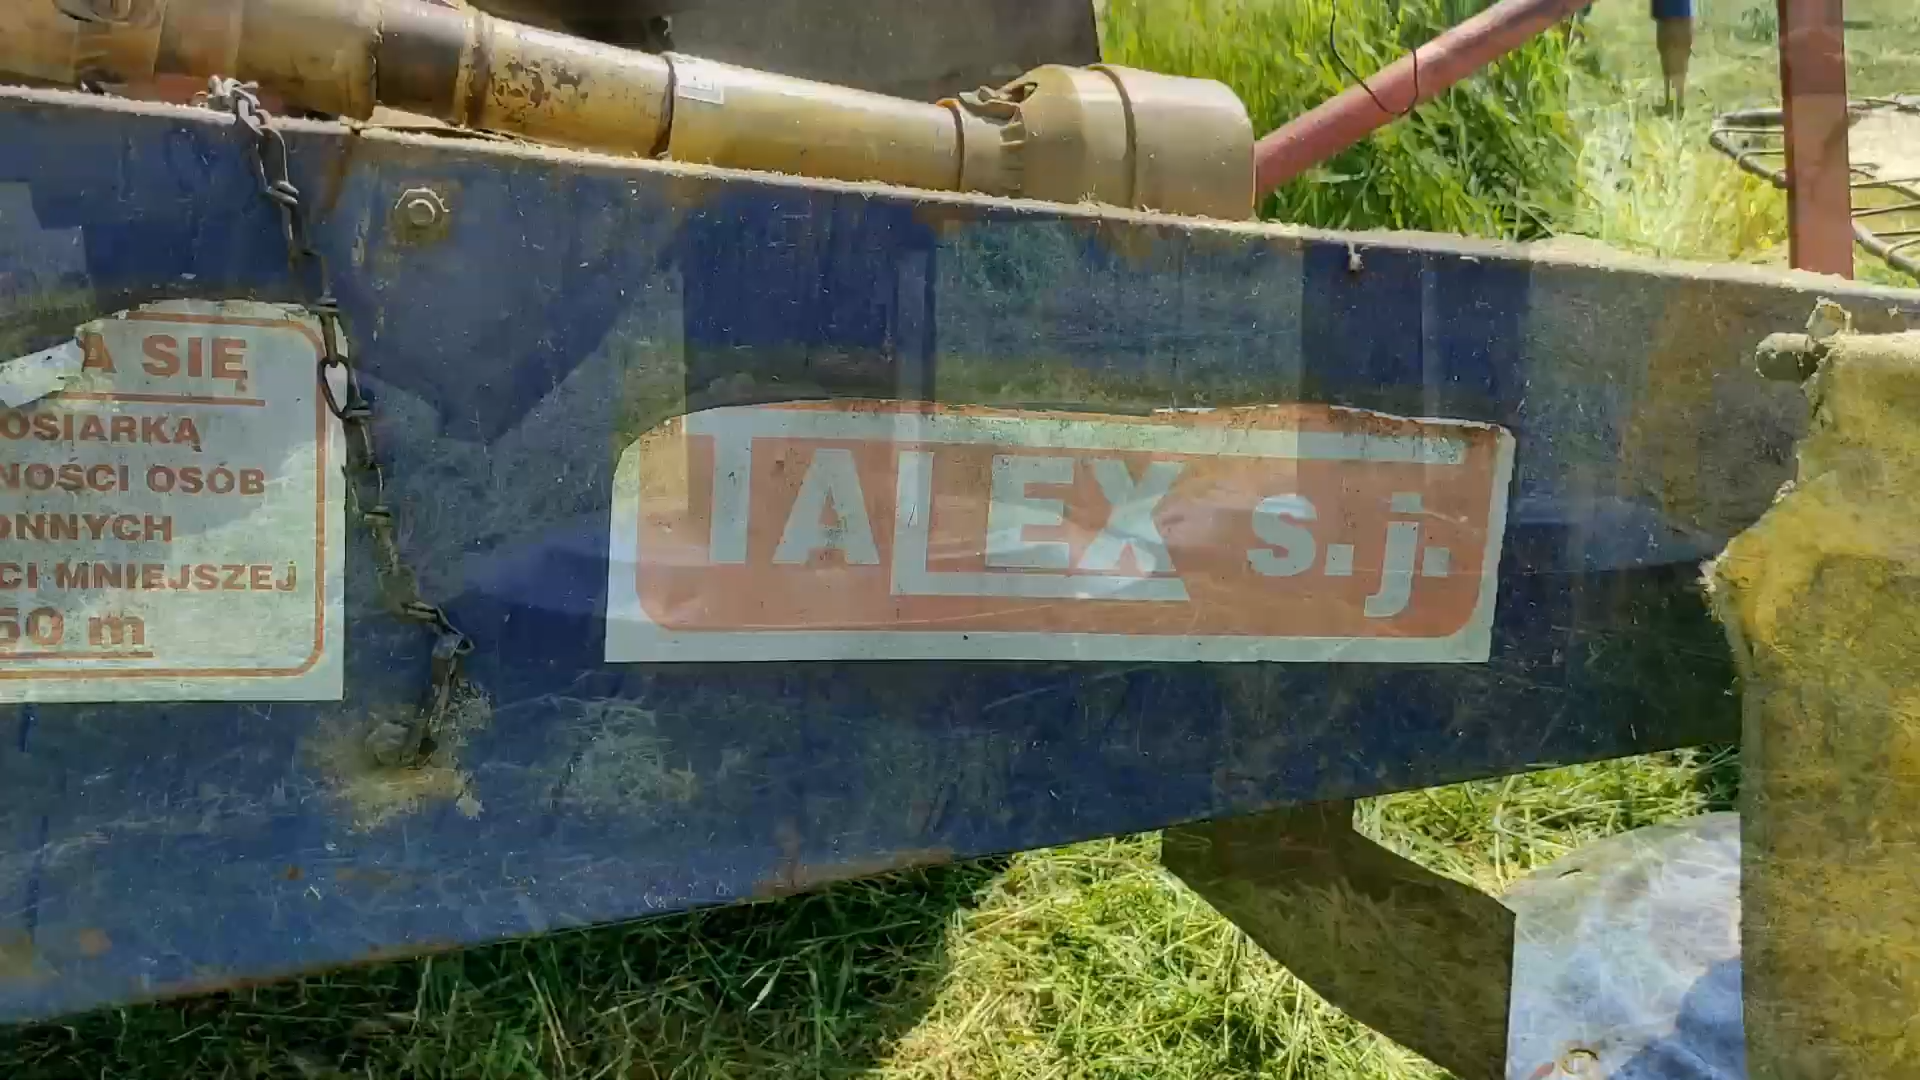 A SIĘ
OSIARKĄ
NOŚCI OSÓB
ONNYCH
CI MNIEJSZEJ
50 m
TALEX s.j.